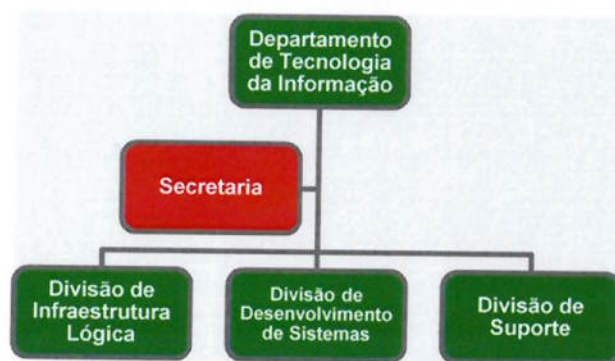 Departamento
de Tecnologia
da Informação
Secretaria
Divisão de
Infraestrutura
Lógica
Divisão de
Desenvolvimento
de Sistemas
Divisão de
Suporte